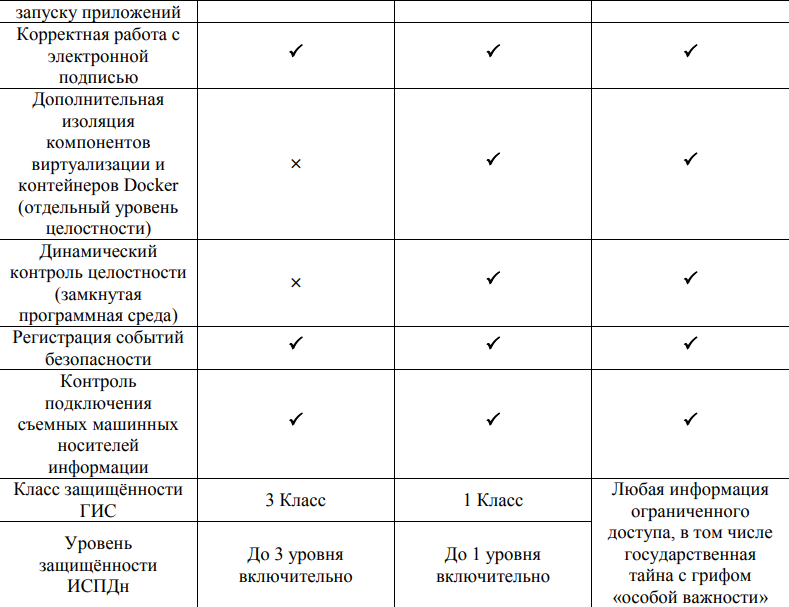 запуску приложений
Корректная работа с
электронной
подписью
✓ ✓ ✓
Дополнительная
изоляция
компонентов
виртуализации и
контейнеров Docker
(отдельный уровень
целостности)
× ✓ ✓
Динамический
контроль целостности
(замкнутая
программная среда)
× ✓ ✓
Регистрация событий
безопасности
✓ ✓ ✓
Контроль
подключения
съемных машинных
носителей
информации
✓ ✓ ✓
Класс защищённости
ГИС
3 Класс
1 Класс
Уровень
защищённости
ИСПДн
До 3 уровня
включительно
До 1 уровня
включительно
Любая информация
ограниченного
доступа, в том числе
государственная
тайна с грифом
«особой важности»